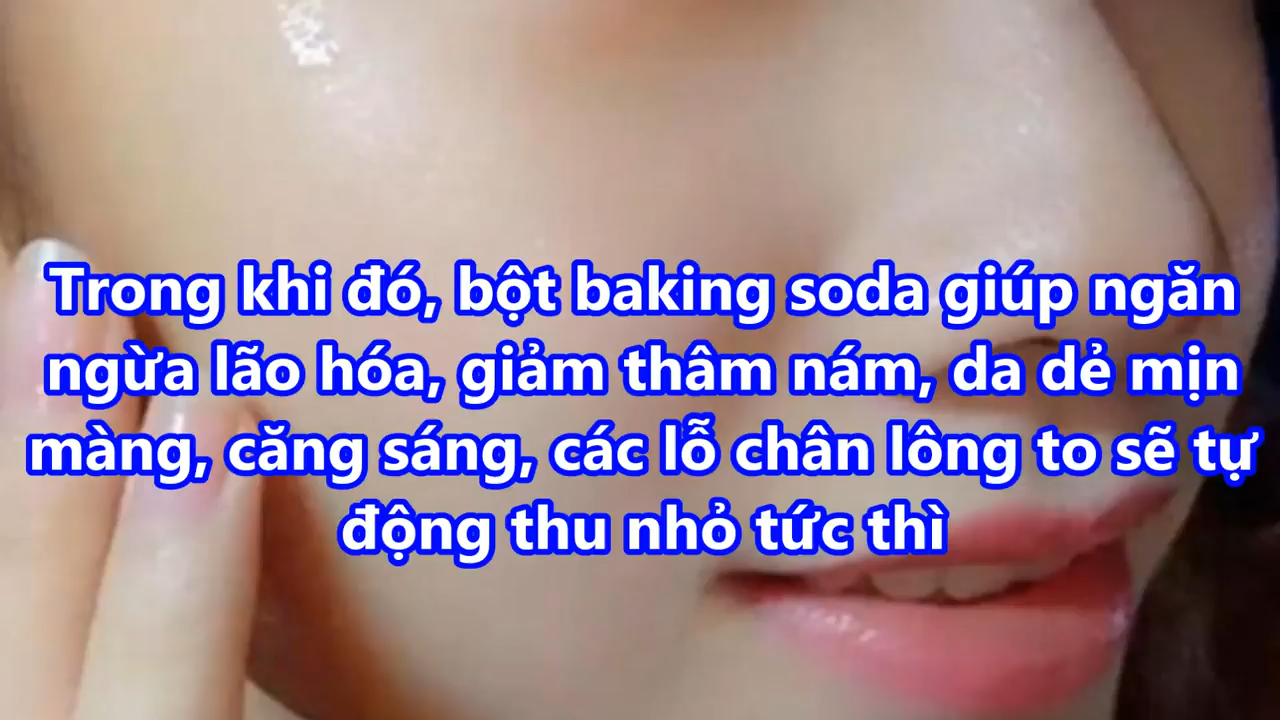 Trong khi đó, bột baking soda giúp ngăn
ngừa lão hóa, giảm thâm nám, da dẻ mịn
màng, căng sáng, các lỗ chân lông to sẽ tự
động thu nhỏ tức thì